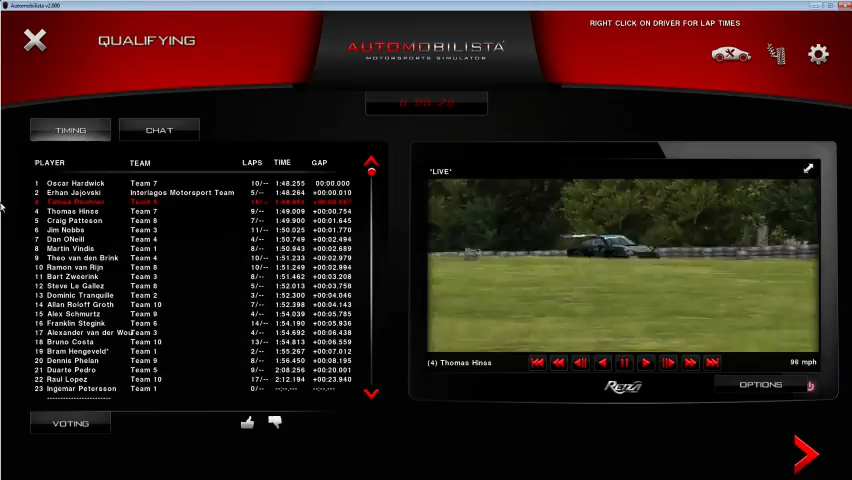 Automobilista v2.000
QUALIFYING
AUTOMOBILISTA
MOTORSPORTS SIMULATOR
RIGHT CLICK ON DRIVER FOR LAP TIMES
0:00:20
TIMING
CHAT
PLAYER TEAM LAPS TIME GAP
1 Oscar Hardwick Team 7 10/-- 1:48.255 00:00.000
2 Erhan Jajovski Interlagos Motorsport Team 5/-- 1:48.264 +00:00.010
4 Thomas Hinss Team 7 9/-- 1:49.009 +00:00.754
5 Craig Patteson Team 8 7/-- 1:49.900 +00:01.645
6 Jim Nobbs Team 3 11/-- 1:50.025 +00:01.770
7 Dan ONeill Team 4 4/-- 1:50.749 +00:02.494
8 Martin Vindis Team 1 8/-- 1:50.943 +00:02.689
9 Theo van den Brink Team 4 10/-- 1:51.233 +00:02.979
10 Ramon van Rijn Team 8 10/-- 1:51.249 +00:02.994
11 Bart Zweerink Team 3 8/-- 1:51.462 +00:03.208
12 Steve Le Gallez Team 8 5/-- 1:52.013 +00:03.758
13 Dominic Tranquille Team 2 3/-- 1:52.300 +00:04.046
14 Allan Roloff Groth Team 10 7/-- 1:52.398 +00:04.143
15 Alex Schmurtz Team 9 4/-- 1:54.039 +00:05.785
16 Franklin Stegink Team 6 14/-- 1:54.190 +00:05.936
17 Alexander van der Wou Team 3 4/-- 1:54.692 +00:06.438
18 Bruno Costa Team 10 13/-- 1:54.813 +00:06.559
19 Bram Hengeveld* Team 1 2/-- 1:55.267 +00:07.012
20 Dennis Phelan Team 9 8/-- 1:56.450 +00:08.195
21 Duarte Pedro Team 5 9/-- 2:08.256 +00:20.001
22 Raul Lopez Team 10 17/-- 2:12.194 +00:23.940
23 Ingemar Petersson Team 1 0/-- --:--.--- --:--.---
------------------------
VOTING
*LIVE*
(4) Thomas Hinss
96 mph
Reiza
OPTIONS